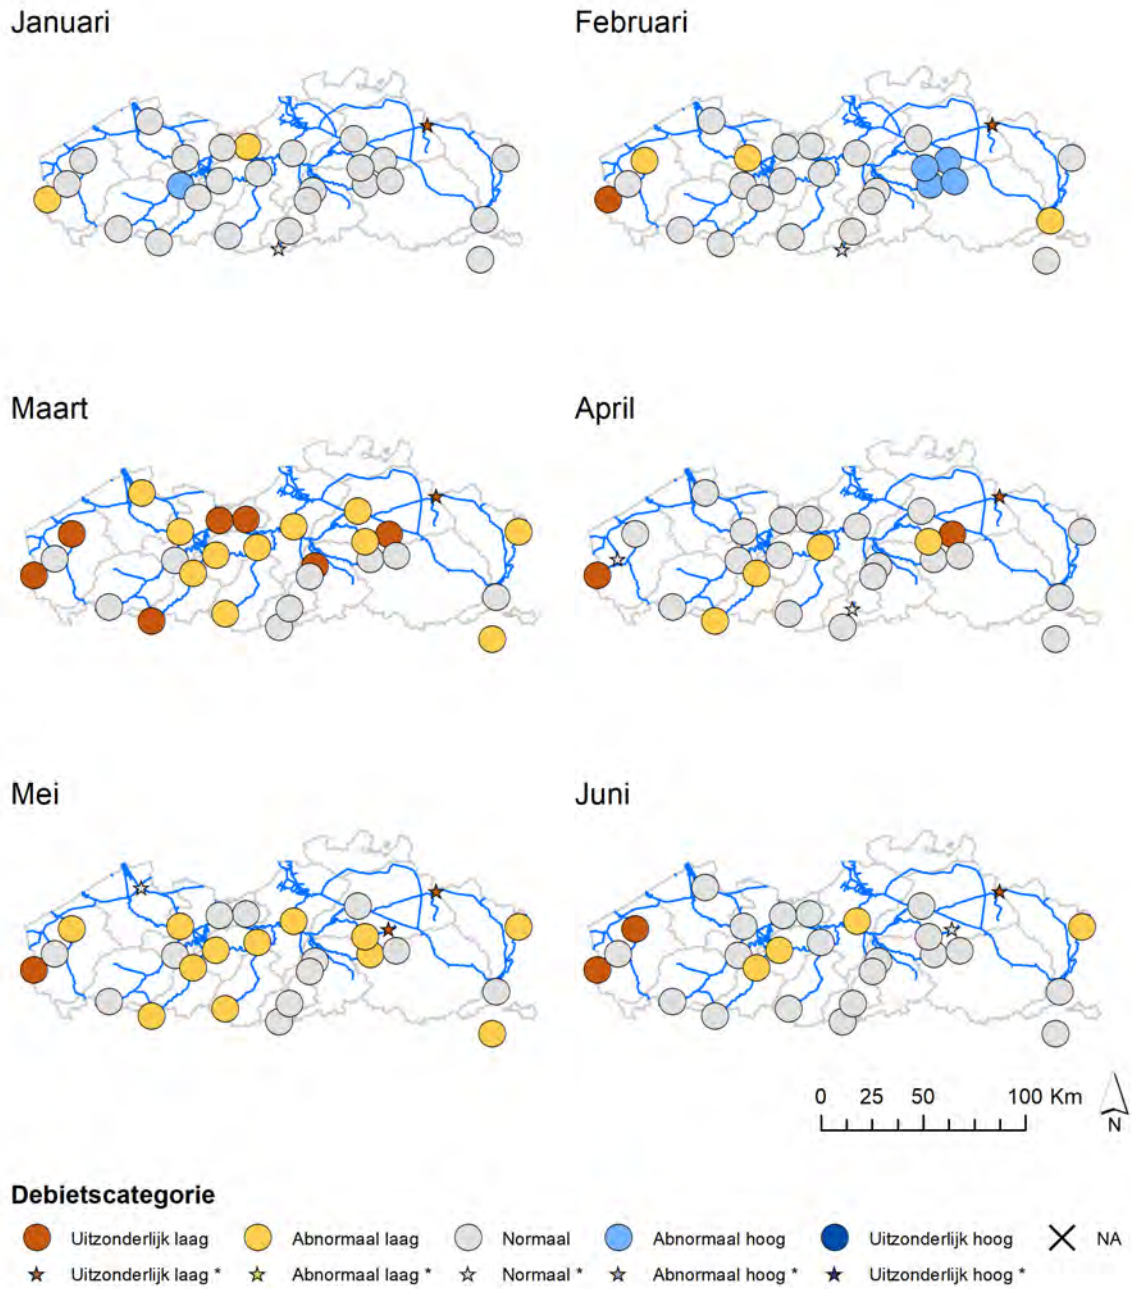 Januari
Februari
Maart
April
Mei
Juni
0 25 50 100 Km
N
Debietscategorie
Uitzonderlijk laag
Abnormaal laag
Normaal
Abnormaal hoog
Uitzonderlijk hoog
NA
Uitzonderlijk laag *
Abnormaal laag *
Normaal *
Abnormaal hoog *
Uitzonderlijk hoog *